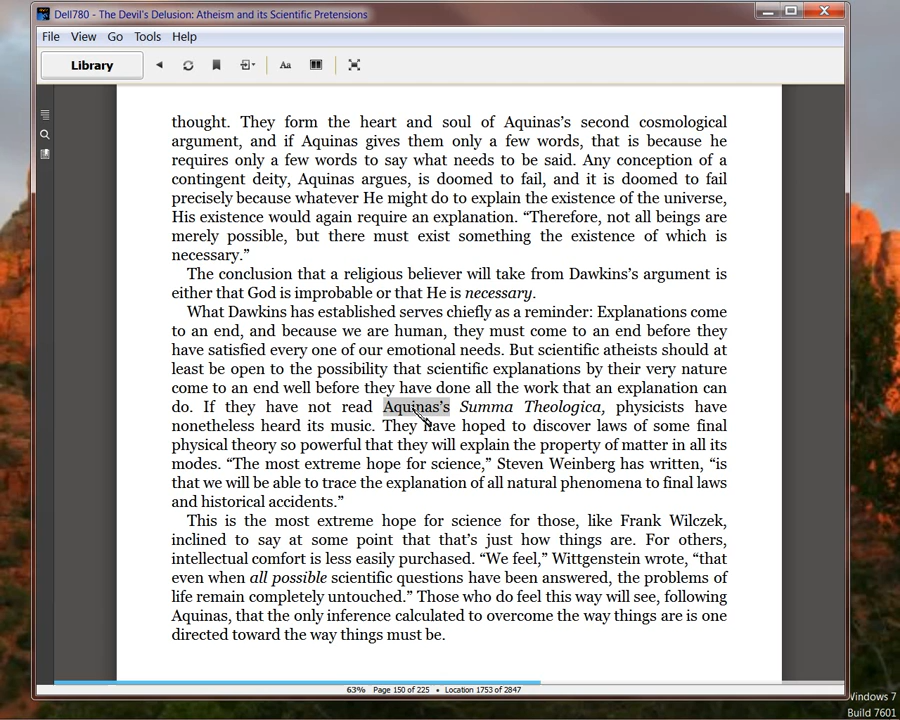 Dell780 - The Devil's Delusion: Atheism and its Scientific Pretensions
File View Go Tools Help
Library Aa
thought. They form the heart and soul of Aquinas’s second cosmological
argument, and if Aquinas gives them only a few words, that is because he
requires only a few words to say what needs to be said. Any conception of a
contingent deity, Aquinas argues, is doomed to fail, and it is doomed to fail
precisely because whatever He might do to explain the existence of the universe,
His existence would again require an explanation. “Therefore, not all beings are
merely possible, but there must exist something the existence of which is
necessary.”
The conclusion that a religious believer will take from Dawkins’s argument is
either that God is improbable or that He is necessary.
What Dawkins has established serves chiefly as a reminder: Explanations come
to an end, and because we are human, they must come to an end before they
have satisfied every one of our emotional needs. But scientific atheists should at
least be open to the possibility that scientific explanations by their very nature
come to an end well before they have done all the work that an explanation can
do. If they have not read Aquinas’s Summa Theologica, physicists have
nonetheless heard its music. They have hoped to discover laws of some final
physical theory so powerful that they will explain the property of matter in all its
modes. “The most extreme hope for science,” Steven Weinberg has written, “is
that we will be able to trace the explanation of all natural phenomena to final laws
and historical accidents.”
This is the most extreme hope for science for those, like Frank Wilczek,
inclined to say at some point that that’s just how things are. For others,
intellectual comfort is less easily purchased. “We feel,” Wittgenstein wrote, “that
even when all possible scientific questions have been answered, the problems of
life remain completely untouched.” Those who do feel this way will see, following
Aquinas, that the only inference calculated to overcome the way things are is one
directed toward the way things must be.
63% Page 150 of 225 • Location 1753 of 2847
Windows 7
Build 7601